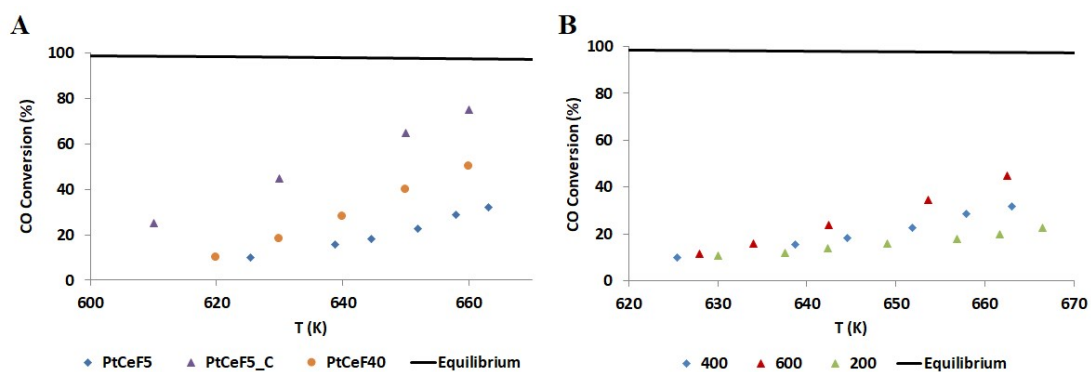 A
CO Conversion (%)
100
80
60
40
20
0
600
620
640
660
T (K)
PtCeF5
PtCeF5_C
PtCeF40
Equilibrium
B
CO Conversion (%)
100
80
60
40
20
0
620
630
640
650
660
670
T (K)
400
600
200
Equilibrium